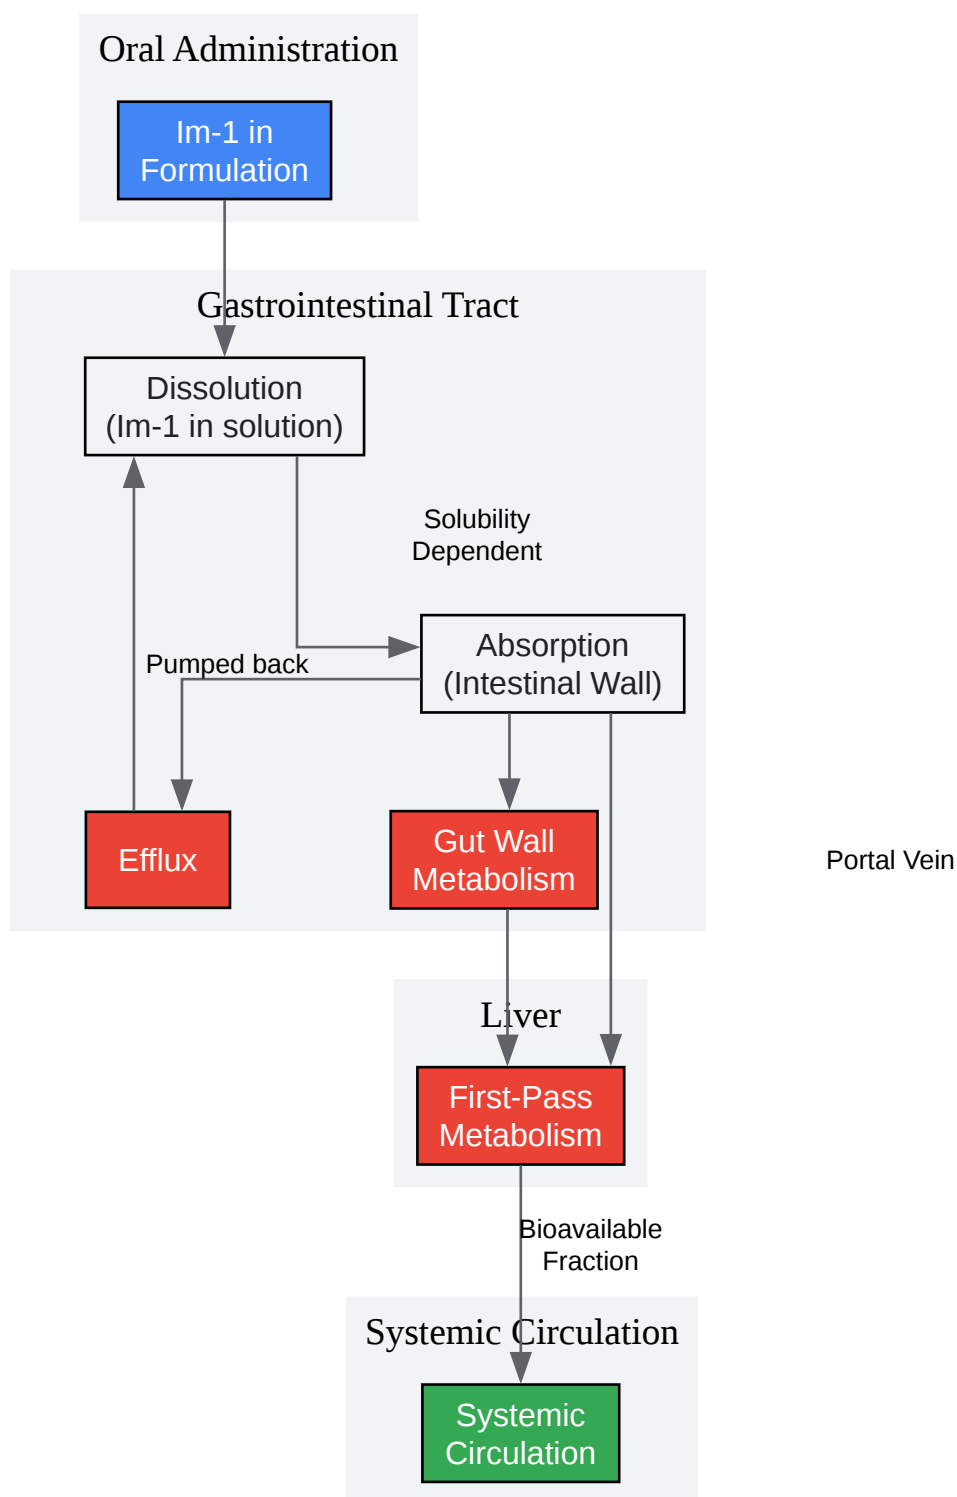 Oral Administration
Im-1 in
Formulation
Gastrointestinal Tract
Dissolution
(Im-1 in solution)
Solubility
Dependent
Absorption
(Intestinal Wall)
Pumped back
Efflux
Gut Wall
Metabolism
Portal Vein
Liver
First-Pass
Metabolism
Bioavailable
Fraction
Systemic Circulation
Systemic
Circulation